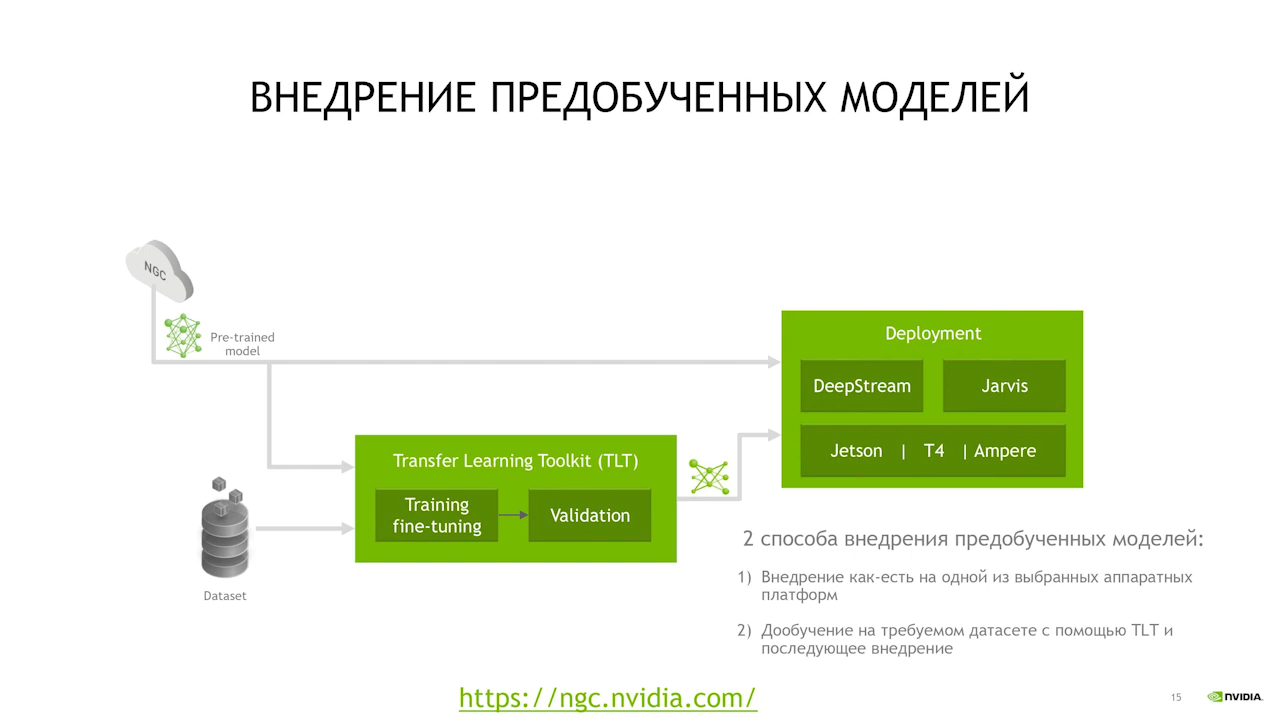 ВНЕДРЕНИЕ ПРЕДОБУЧЕННЫХ МОДЕЛЕЙ
NGC
Pre-trained
model
Deployment
DeepStream
Jarvis
Jetson | T4 | Ampere
Transfer Learning Toolkit (TLT)
Training
fine-tuning
Validation
Dataset
2 способа внедрения предобученных моделей:
1) Внедрение как-есть на одной из выбранных аппаратных
платформ
2) Дообучение на требуемом датасете с помощью TLT и
последующее внедрение
https://ngc.nvidia.com/
15
NVIDIA.